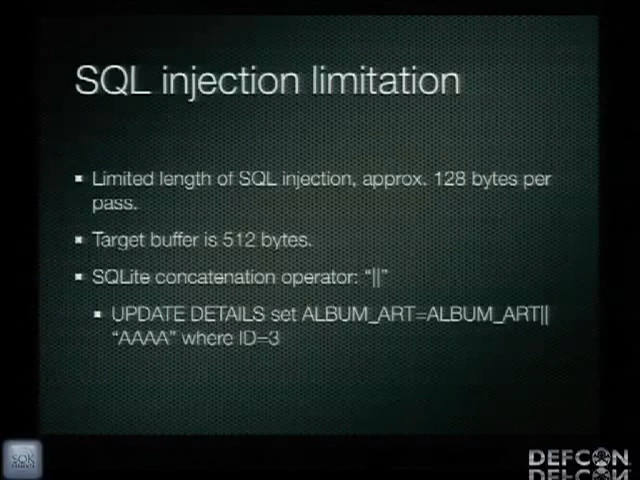 SQL injection limitation
Limited length of SQL injection, approx. 128 bytes per
pass.
Target buffer is 512 bytes.
SQLite concatenation operator: “||”
UPDATE DETAILS set ALBUM_ART=ALBUM_ART||
“AAAA” where ID=3
DEFCON